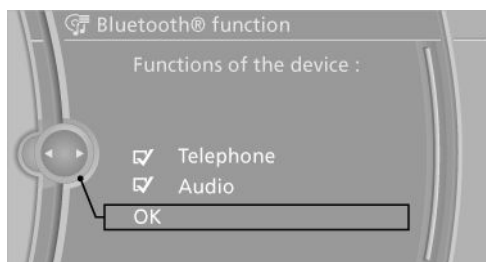 Bluetooth® function
Functions of the device :
Telephone
Audio
OK